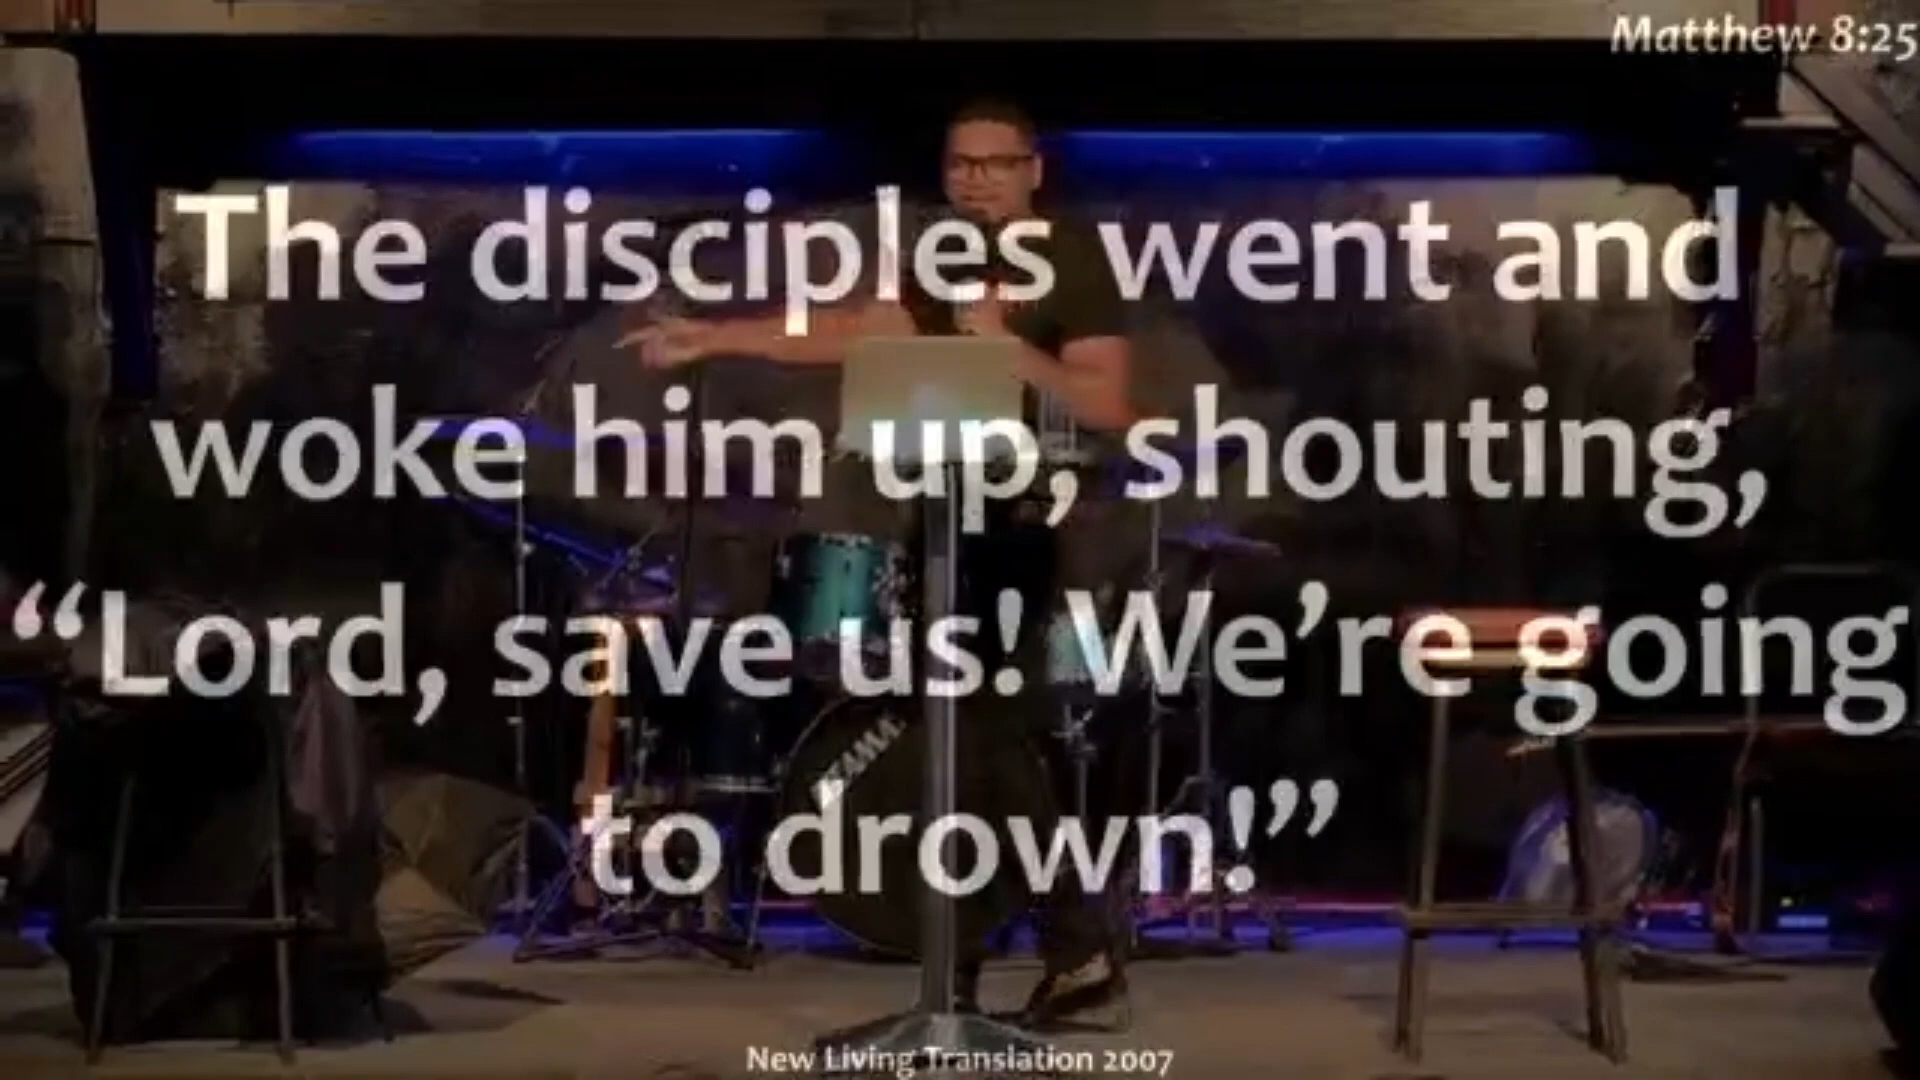 Matthew 8:25
The disciples went and
woke him up, shouting,
“Lord, save us! We’re going
to drown!”
TAMA
New Living Translation 2007